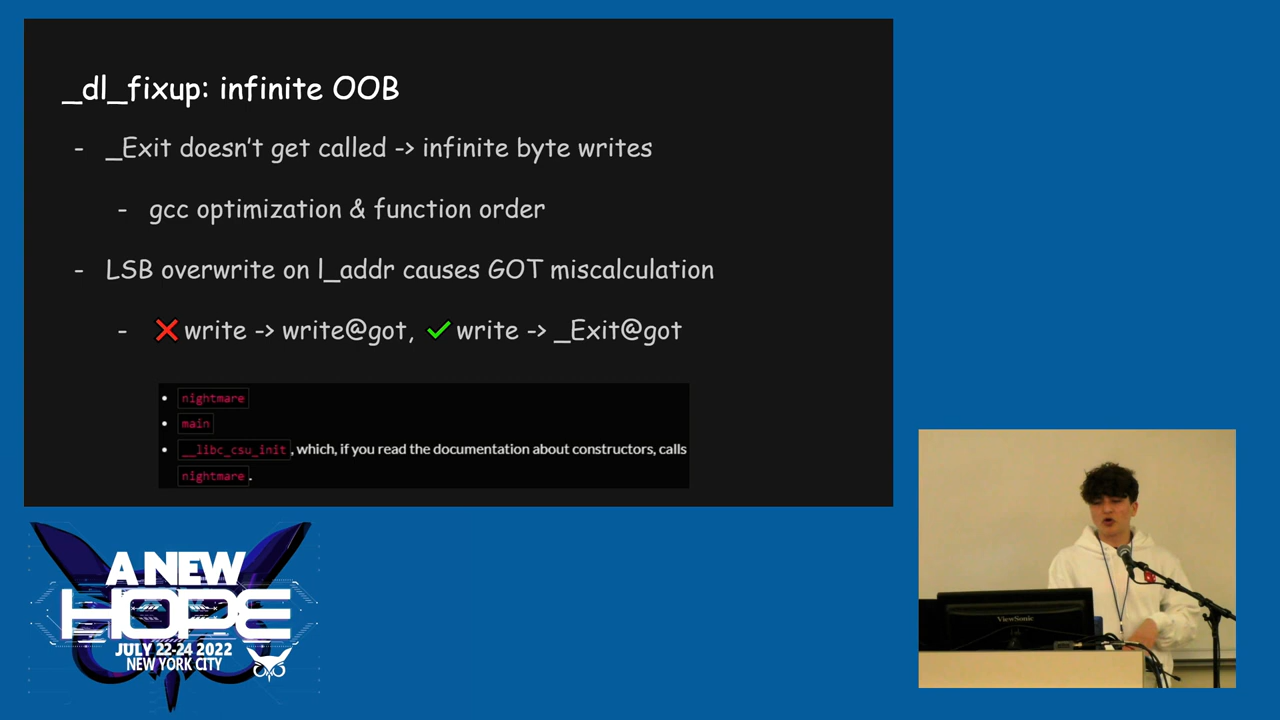 _dl_fixup: infinite OOB
- _Exit doesn't get called -> infinite byte writes
- gcc optimization & function order
- LSB overwrite on l_addr causes GOT miscalculation
- ❌ write -> write@got, ✔ write -> _Exit@got
• nightmare
• main
• __libc_csu_init, which, if you read the documentation about constructors, calls
nightmare.
A NEW
HOPE
JULY 22-24 2022
NEW YORK CITY
ViewSonic